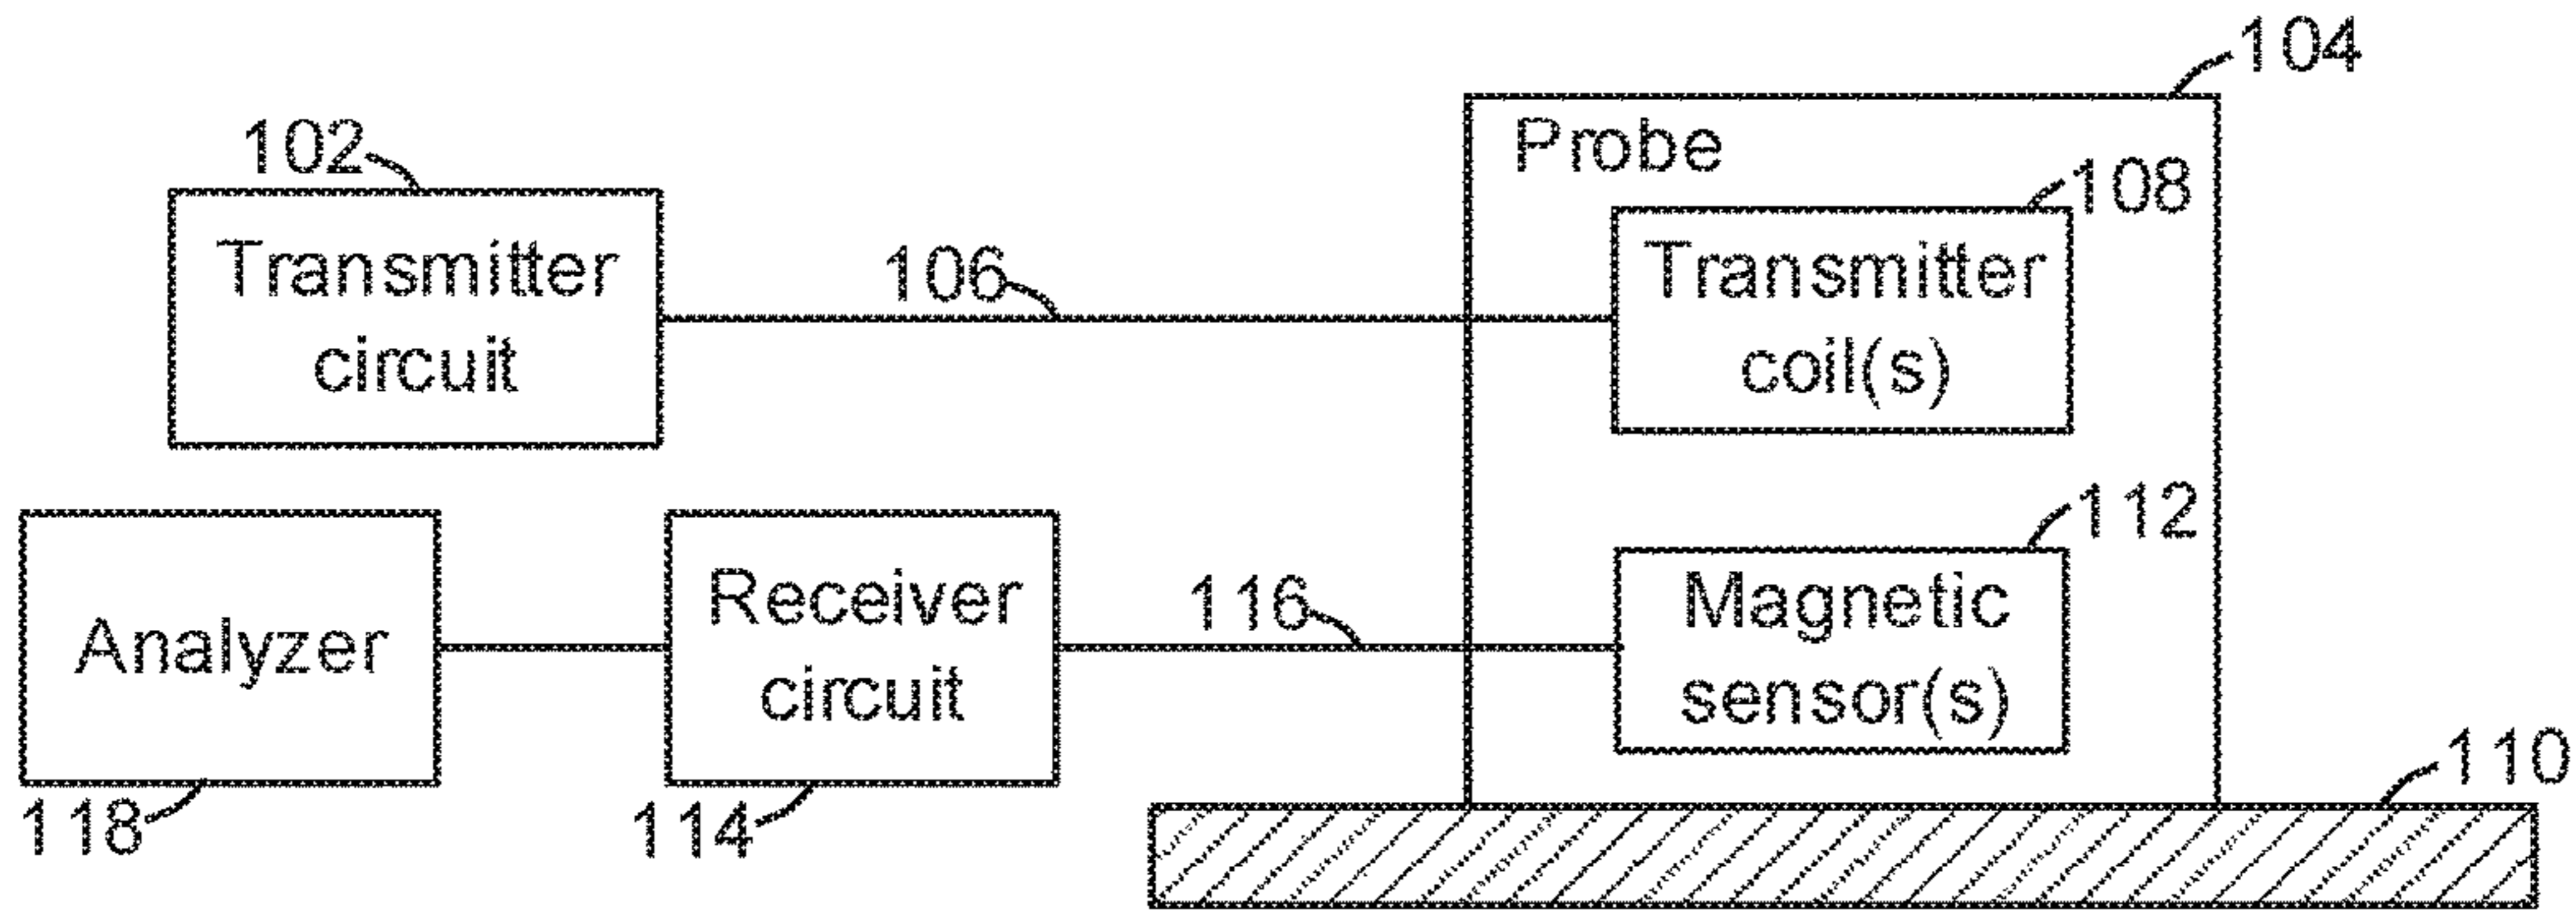 104
Probe
102
108
Transmitter
circuit
106
Transmitter
coil(s)
112
Analyzer
Receiver
circuit
116
Magnetic
sensor(s)
110
118
114